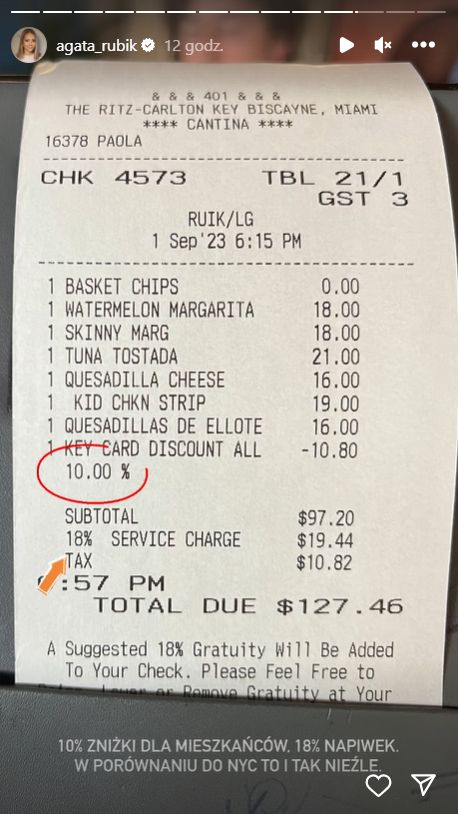 agata_rubik 12 godz.
& & & 401 & & &
THE RITZ-CARLTON KEY BISCAYNE, MIAMI
**** CANTINA ****
16378 PAOLA
CHK 4573 TBL 21/1
GST 3
RUIK/LG
1 Sep'23 6:15 PM
1 BASKET CHIPS 0.00
1 WATERMELON MARGARITA 18.00
1 SKINNY MARG 18.00
1 TUNA TOSTADA 21.00
1 QUESADILLA CHEESE 16.00
1 KID CHKN STRIP 19.00
1 QUESADILLAS DE ELLOTE 16.00
1 KEY CARD DISCOUNT ALL -10.80
10.00 %
SUBTOTAL $97.20
18% SERVICE CHARGE $19.44
TAX $10.82
:57 PM
TOTAL DUE $127.46
A Suggested 18% Gratuity Will Be Added
To Your Check. Please Feel Free to
or Remove Gratuity at Your
10% ZNIŻKI DLA MIESZKAŃCÓW, 18% NAPIWEK.
W PORÓWNANIU DO NYC TO I TAK NIEŹLE.